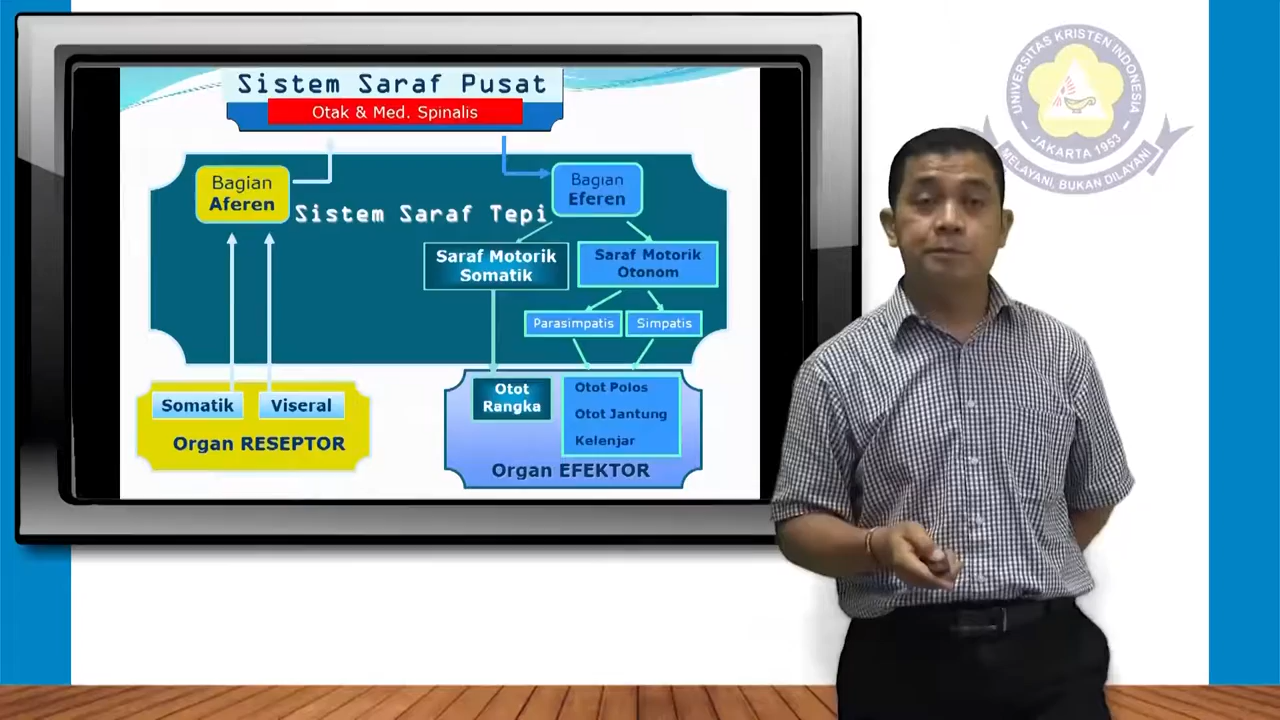 Sistem Saraf Pusat
Otak & Med. Spinalis
Bagian
Aferen
Sistem Saraf Tepi
Bagian
Eferen
Saraf Motorik
Somatik
Saraf Motorik
Otonom
Parasimpatis
Simpatis
Somatik
Viseral
Organ RESEPTOR
Otot
Rangka
Otot Polos
Otot Jantung
Kelenjar
Organ EFEKTOR
UNIVERSITAS KRISTEN INDONESIA
- JAKARTA 1953 -
MELAYANI, BUKAN DILAYANI